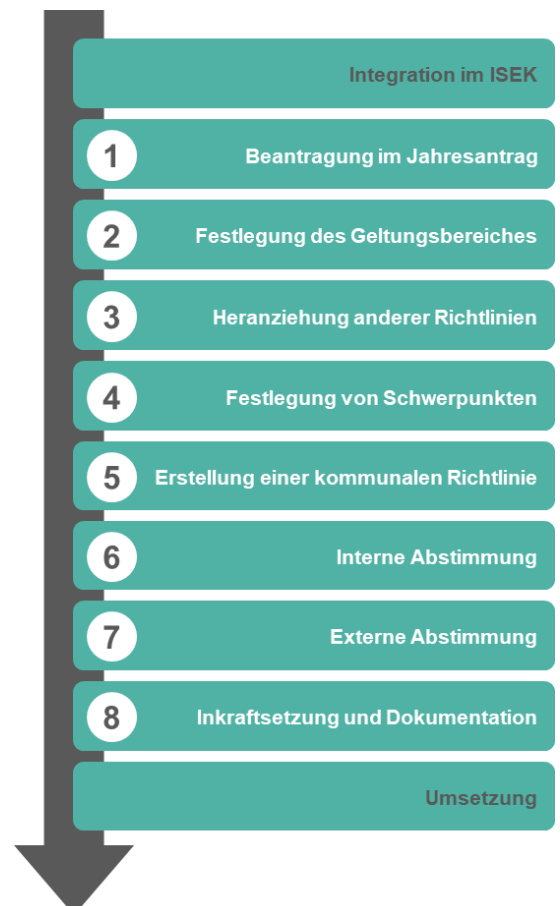 Integration im ISEK
1 Beantragung im Jahresantrag
2 Festlegung des Geltungsbereiches
3 Heranziehung anderer Richtlinien
4 Festlegung von Schwerpunkten
5 Erstellung einer kommunalen Richtlinie
6 Interne Abstimmung
7 Externe Abstimmung
8 Inkraftsetzung und Dokumentation
Umsetzung